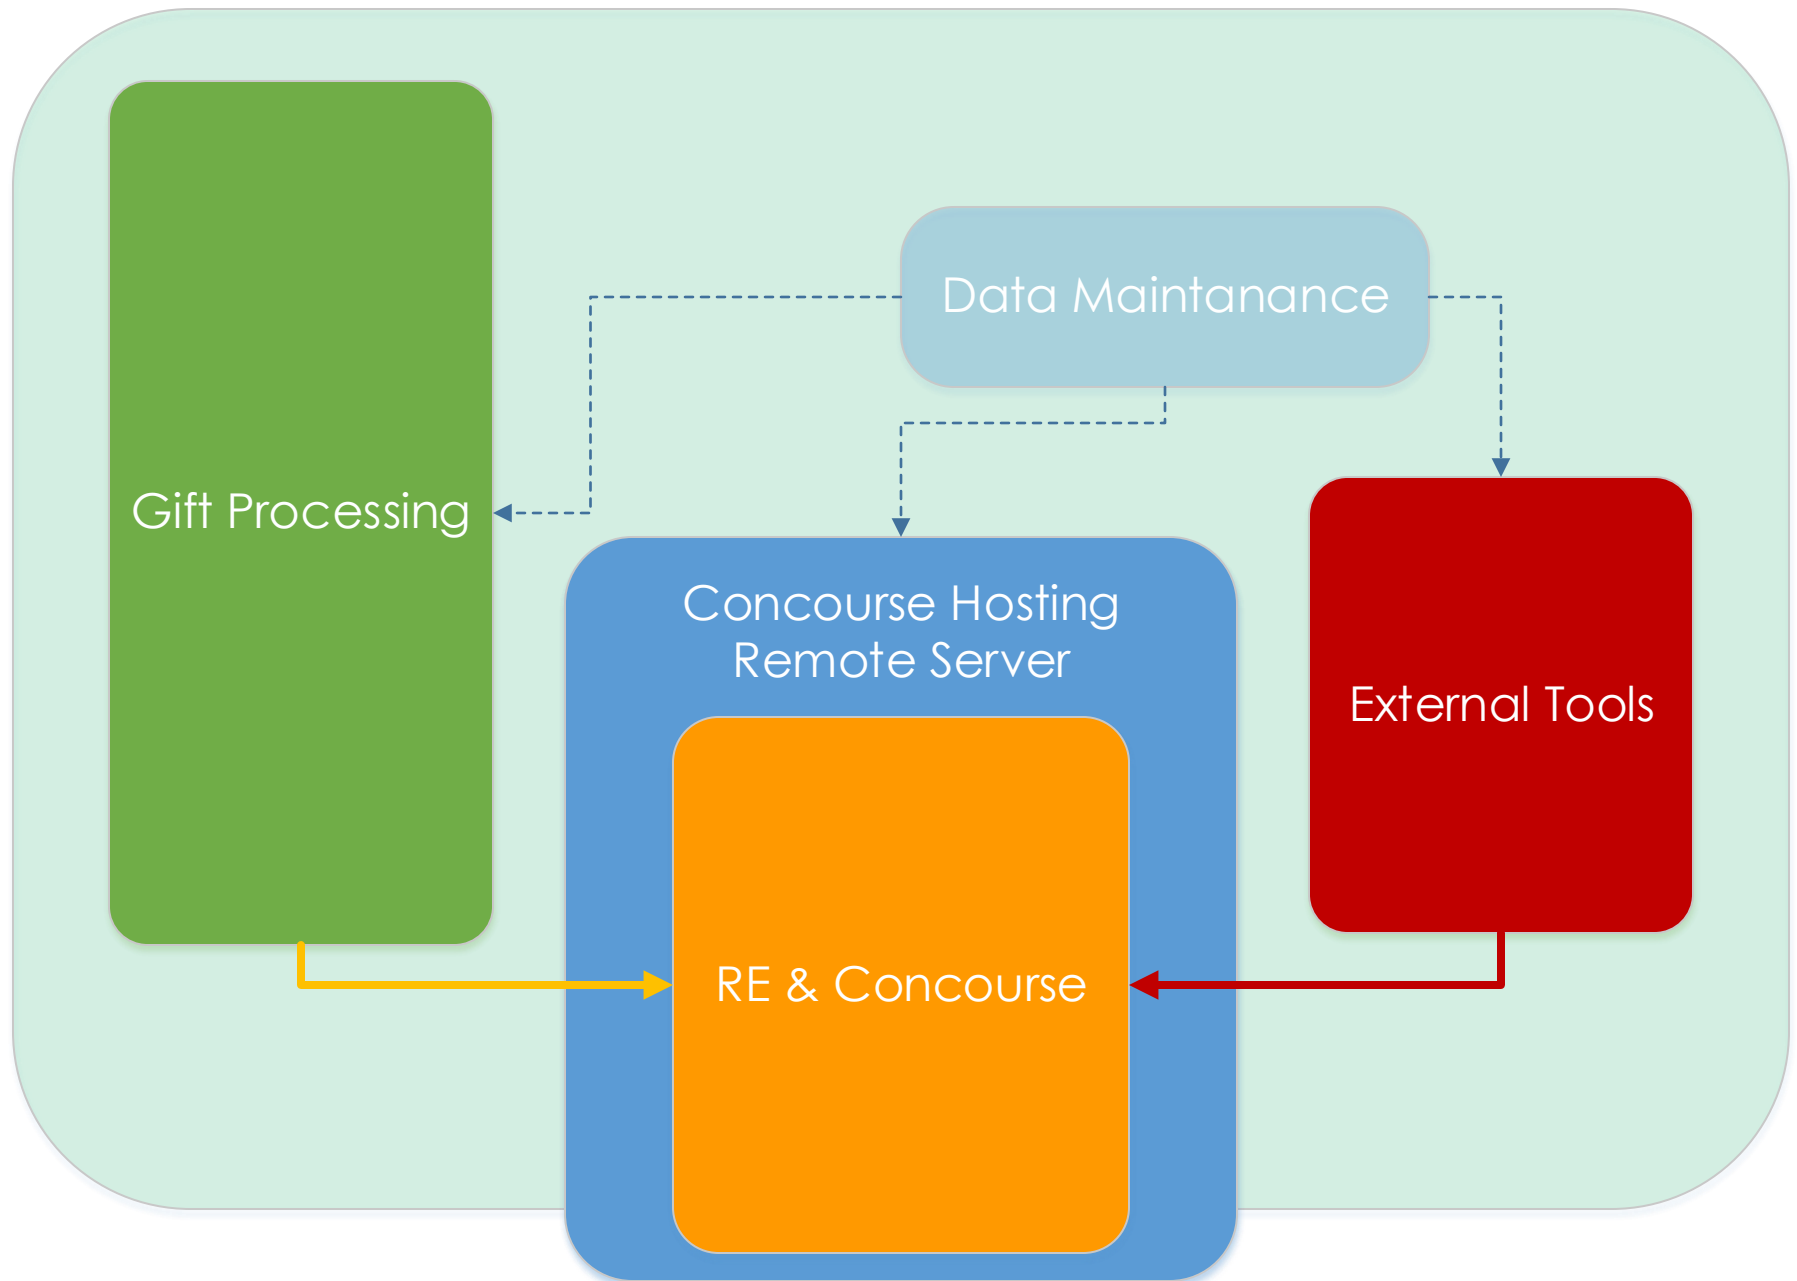 Data Maintanance
Gift Processing
Concourse Hosting
Remote Server
External Tools
RE & Concourse